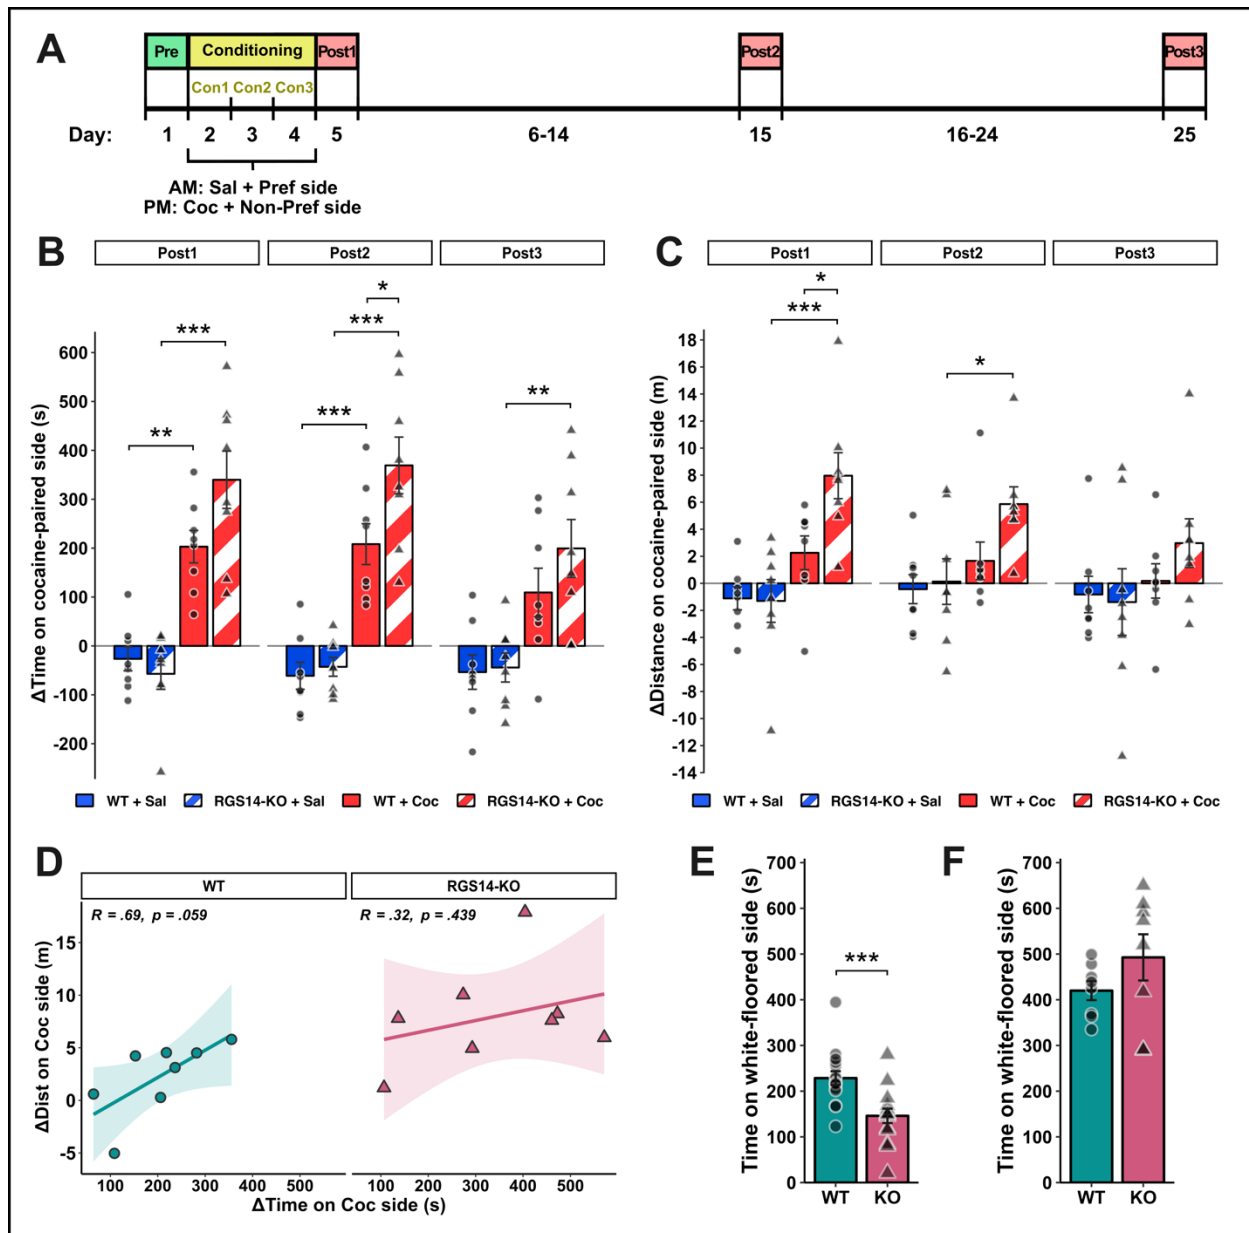 A
Pre Conditioning Post1 Post2 Post3
Con1 Con2 Con3
Day: 1 2 3 4 5 6-14 15 16-24 25
AM: Sal + Pref side
PM: Coc + Non-Pref side
B
Post1 Post2 Post3
ΔTime on cocaine-paired side (s)
600
500
400
300
200
100
0
-100
-200
*** ** * *** *** **
WT + Sal RGS14-KO + Sal WT + Coc RGS14-KO + Coc
C
Post1 Post2 Post3
ΔDistance on cocaine-paired side (m)
18
16
14
12
10
8
6
4
2
0
-2
-4
-6
-8
-10
-12
-14
* *** *
WT + Sal RGS14-KO + Sal WT + Coc RGS14-KO + Coc
D
WT RGS14-KO
R = .69, p = .059 R = .32, p = .439
ΔDist on Coc side (m)
15
10
5
0
-5
100 200 300 400 500 100 200 300 400 500
ΔTime on Coc side (s)
E
Time on white-floored side (s)
700
600
500
400
300
200
100
0
***
WT KO
F
Time on white-floored side (s)
700
600
500
400
300
200
100
0
WT KO